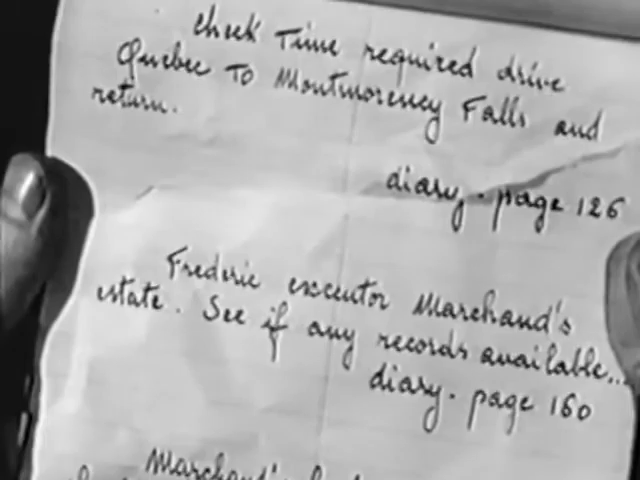 check Time required drive
Quebec To Montmorency Falls and
return.
diary. page 126
Frederic executor Marchand's
estate. See if any records available...
diary. page 160
Marchand's